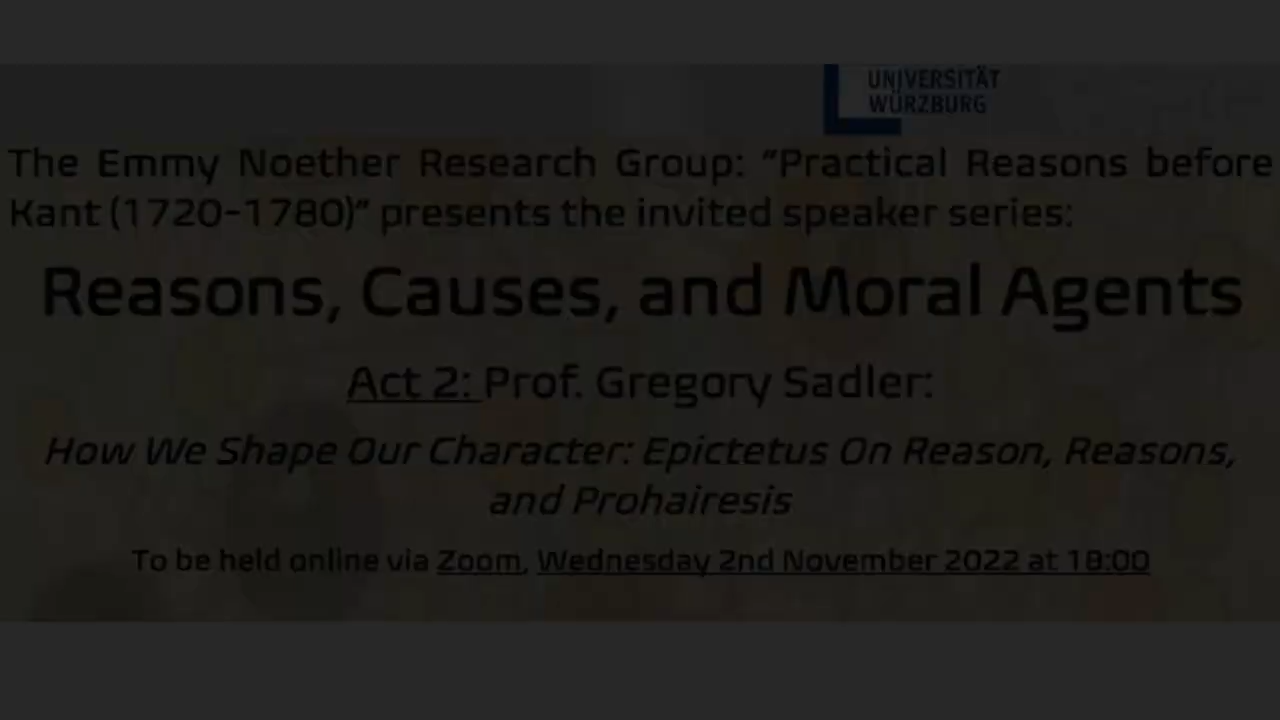 UNIVERSITÄT
WÜRZBURG
The Emmy Noether Research Group: “Practical Reasons before
Kant (1720-1780)” presents the invited speaker series:
Reasons, Causes, and Moral Agents
Act 2: Prof. Gregory Sadler:
How We Shape Our Character: Epictetus On Reason, Reasons,
and Prohairesis
To be held online via Zoom, Wednesday 2nd November 2022 at 18:00